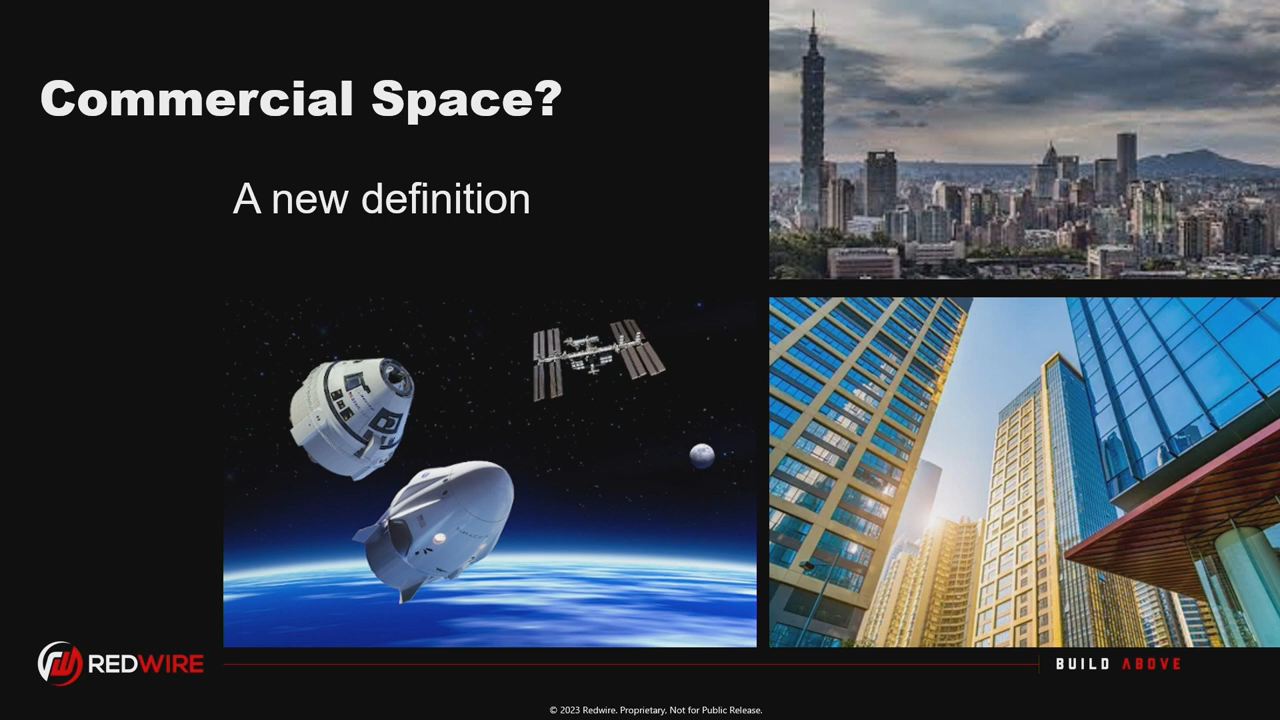 Commercial Space?
A new definition
REDWIRE
BUILD ABOVE
© 2023 Redwire. Proprietary, Not for Public Release.